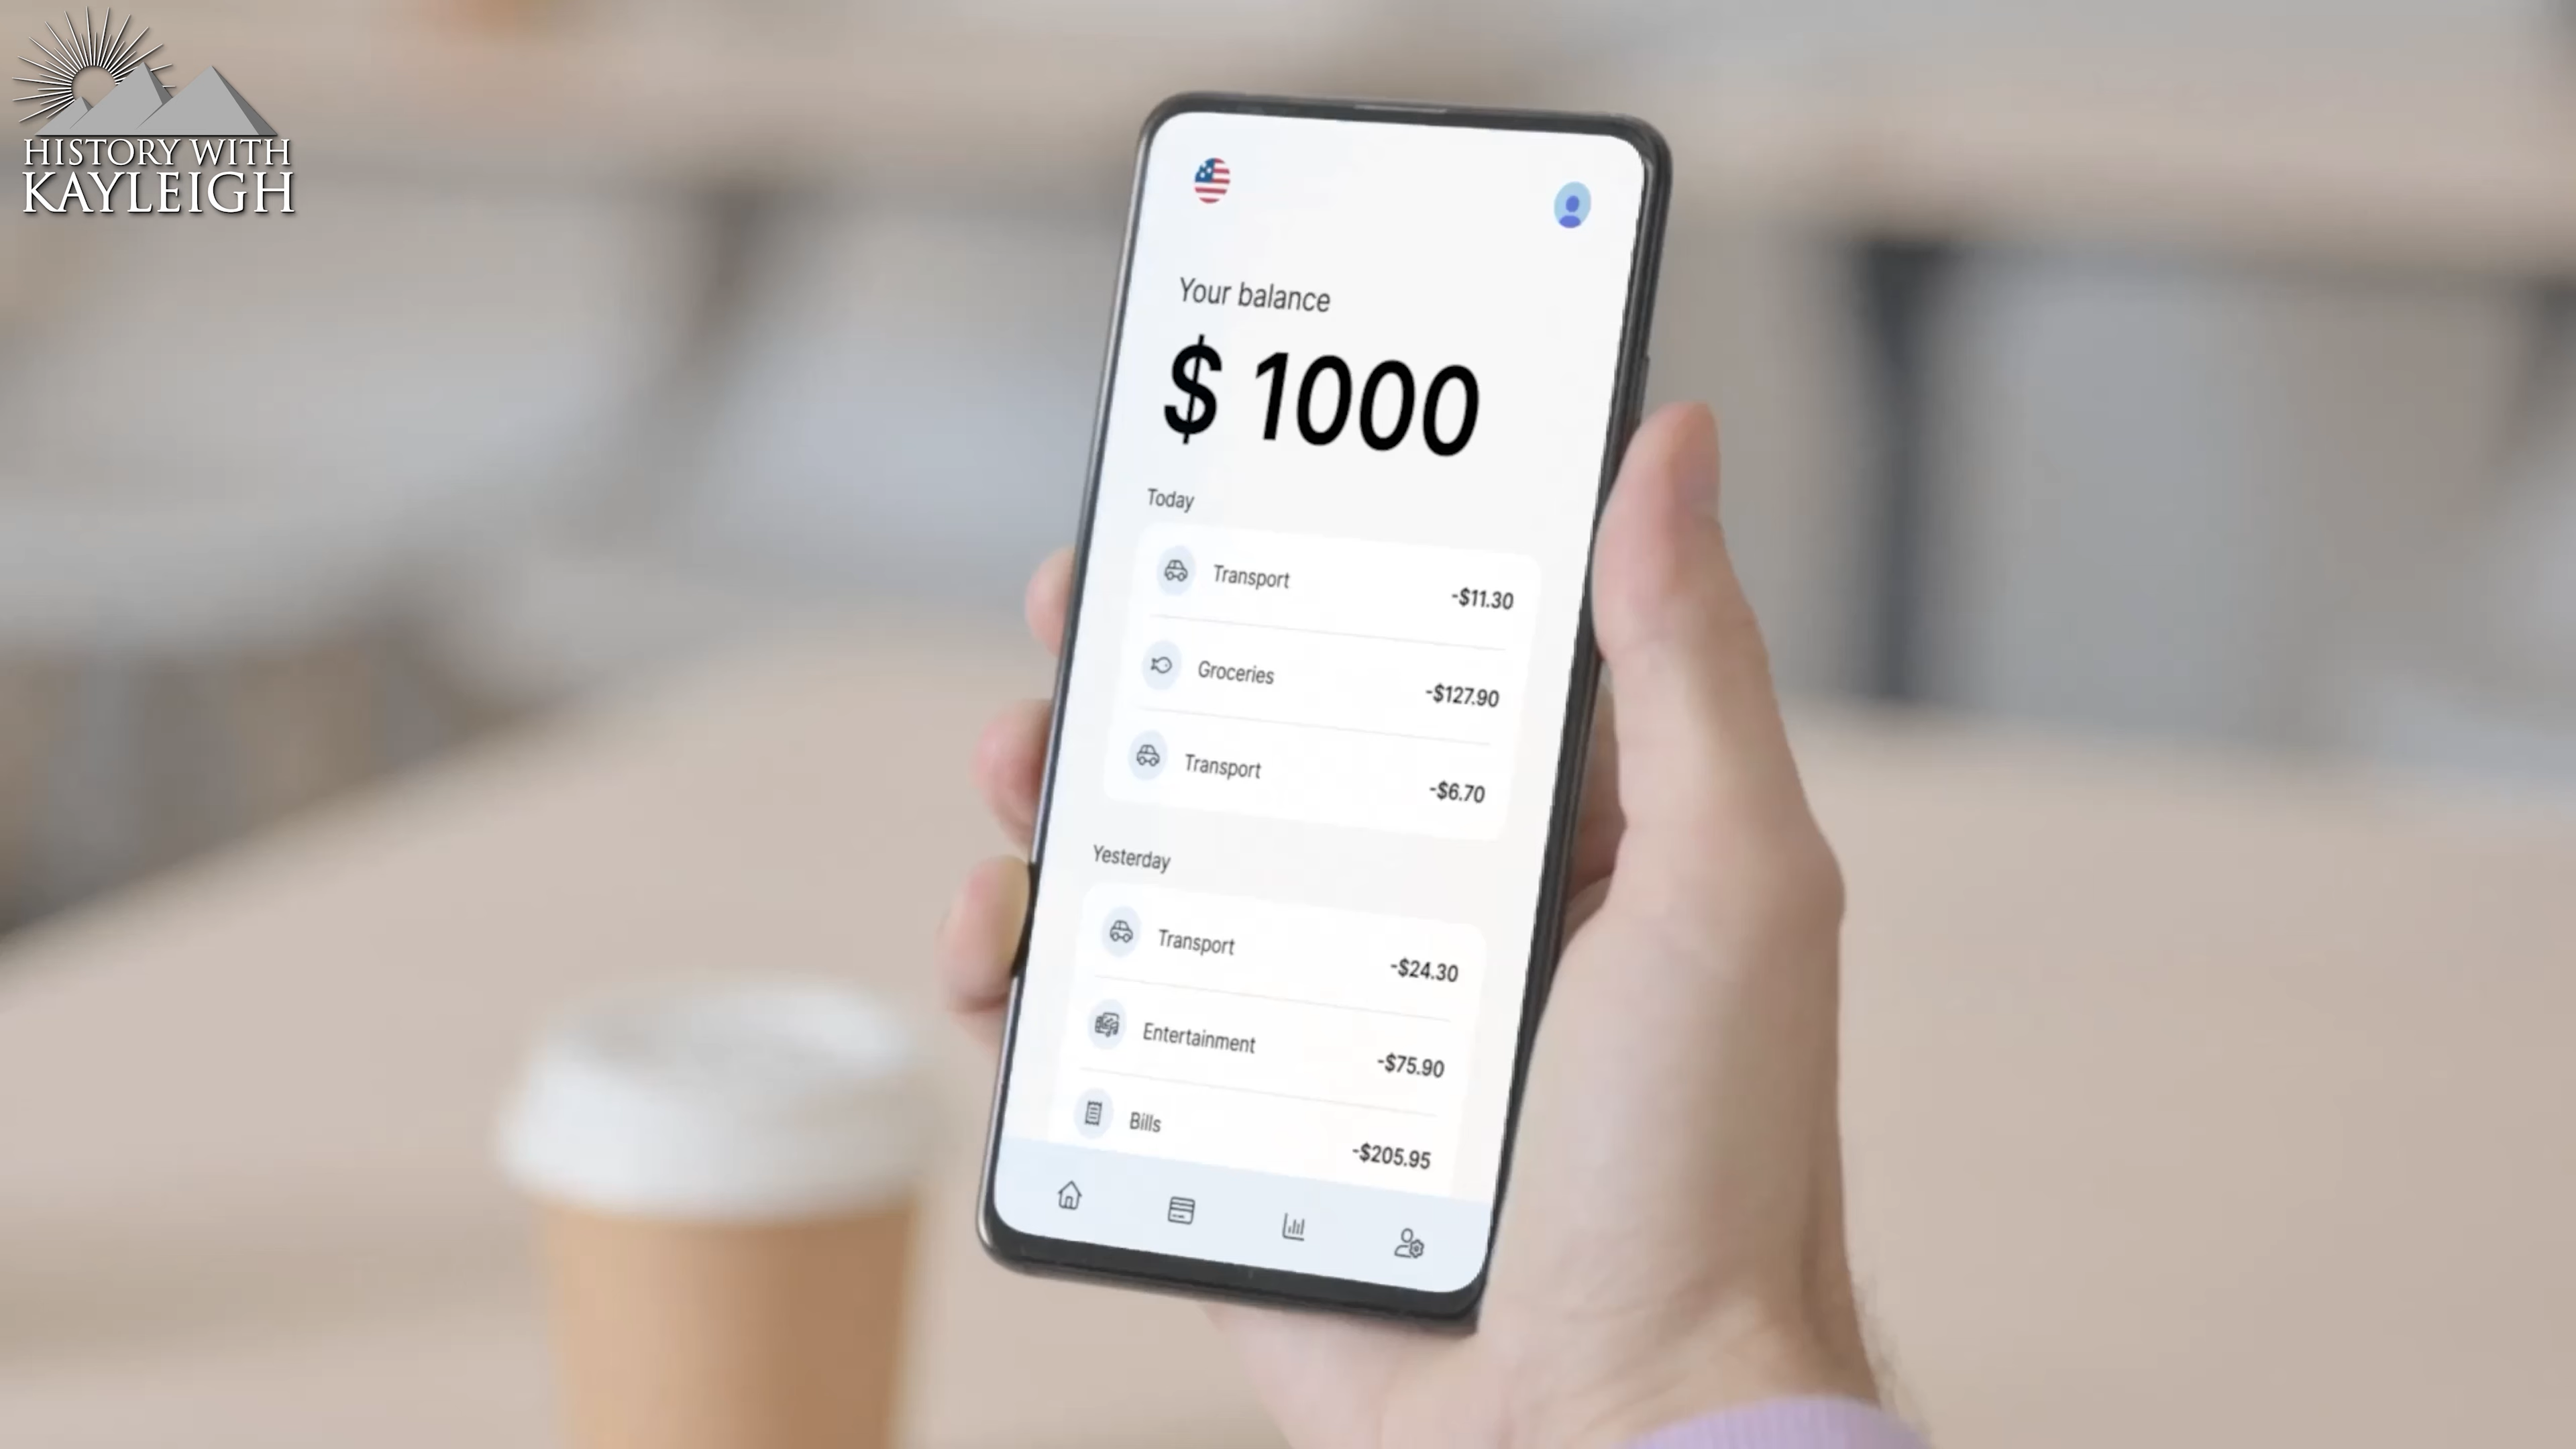 HISTORY WITH
KAYLEIGH
Your balance
$ 1000
Today
Transport -$11.30
Groceries -$127.90
Transport -$6.70
Yesterday
Transport -$24.30
Entertainment -$75.90
Bills -$205.95